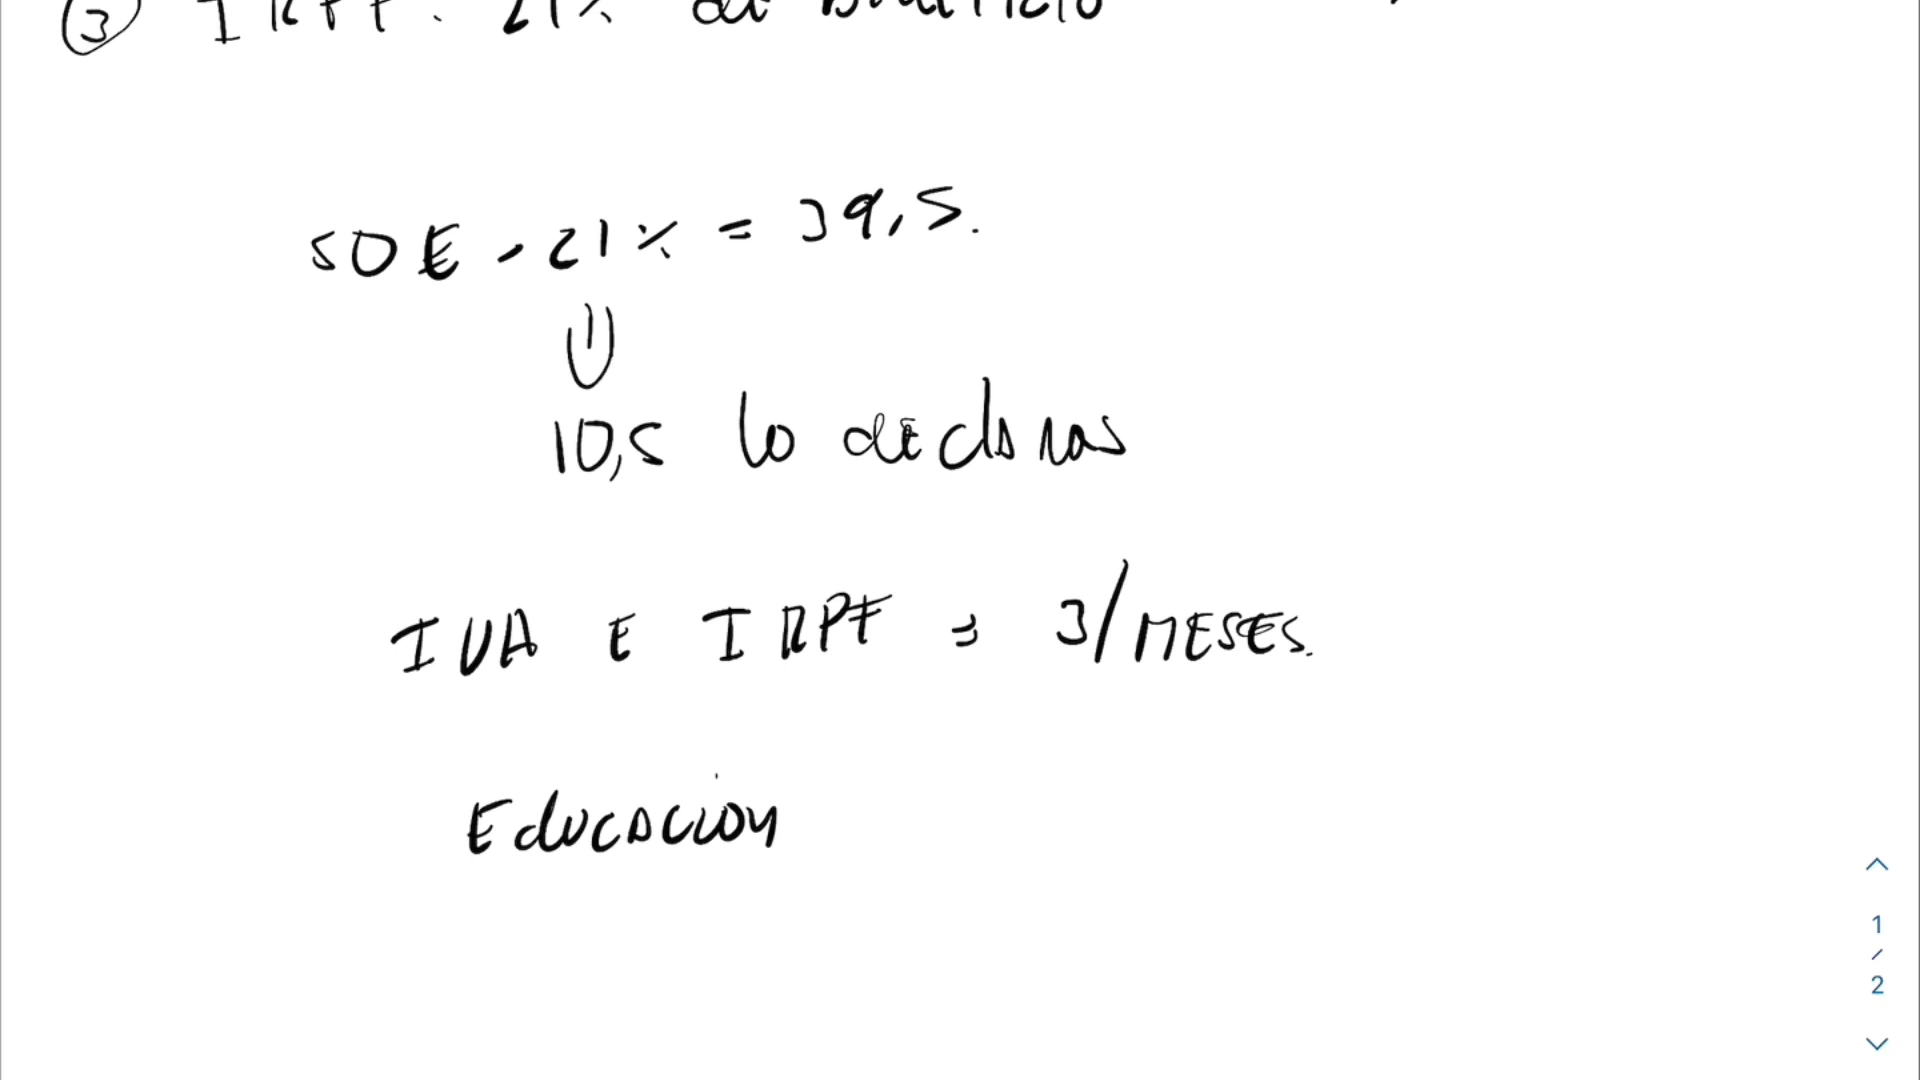 ③ IRPF: 21% de Beneficio
50€ - 21% = 39,5.
10,5 lo declaras
IVA E IRPF = 3/MESES.
Educacion
1
/
2